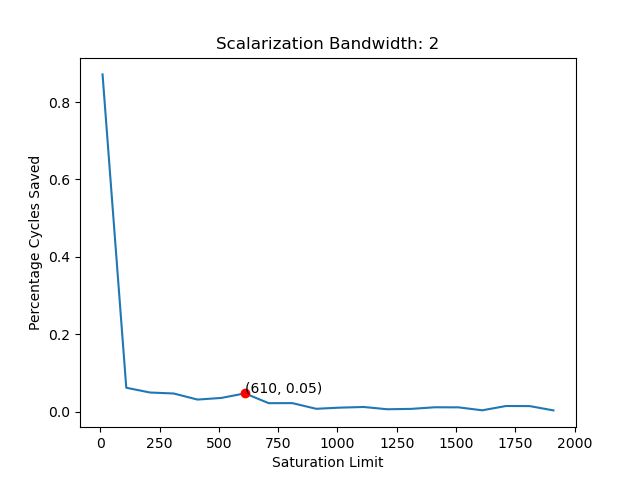 Scalarization Bandwidth: 2
Percentage Cycles Saved
0.8
0.6
0.4
0.2
0.0
(610, 0.05)
0 250 500 750 1000 1250 1500 1750 2000
Saturation Limit